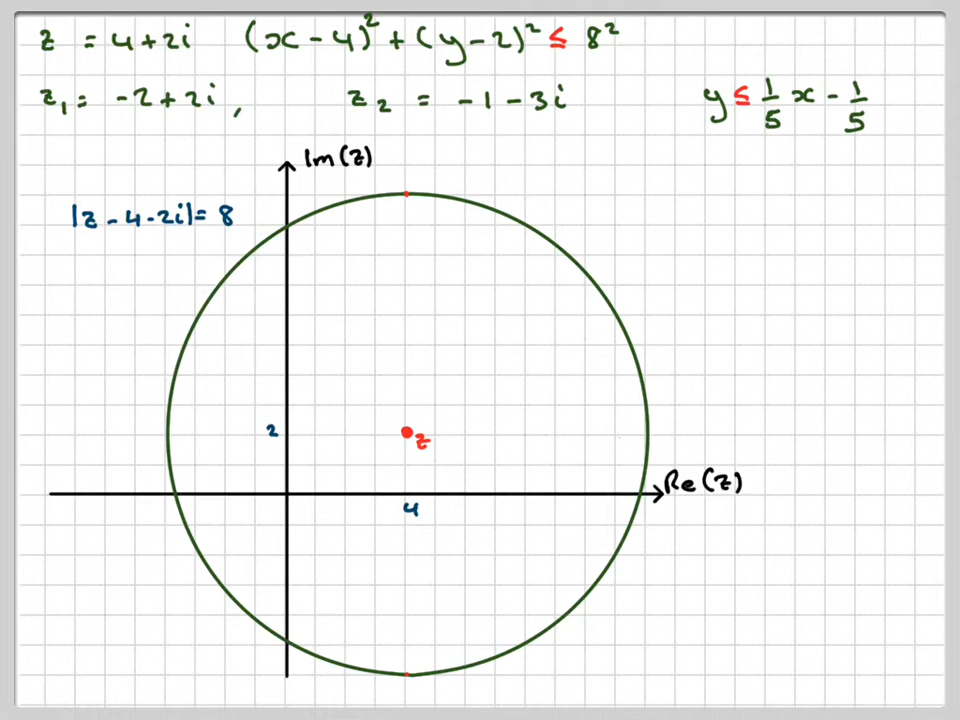 z = 4+2i (x-4)² + (y-2)² ≤ 8²
z₁ = -2+2i, z₂ = -1-3i y ≤ 1/5 x - 1/5
Im(z)
|z-4-2i|=8
2
z
Re(z)
4